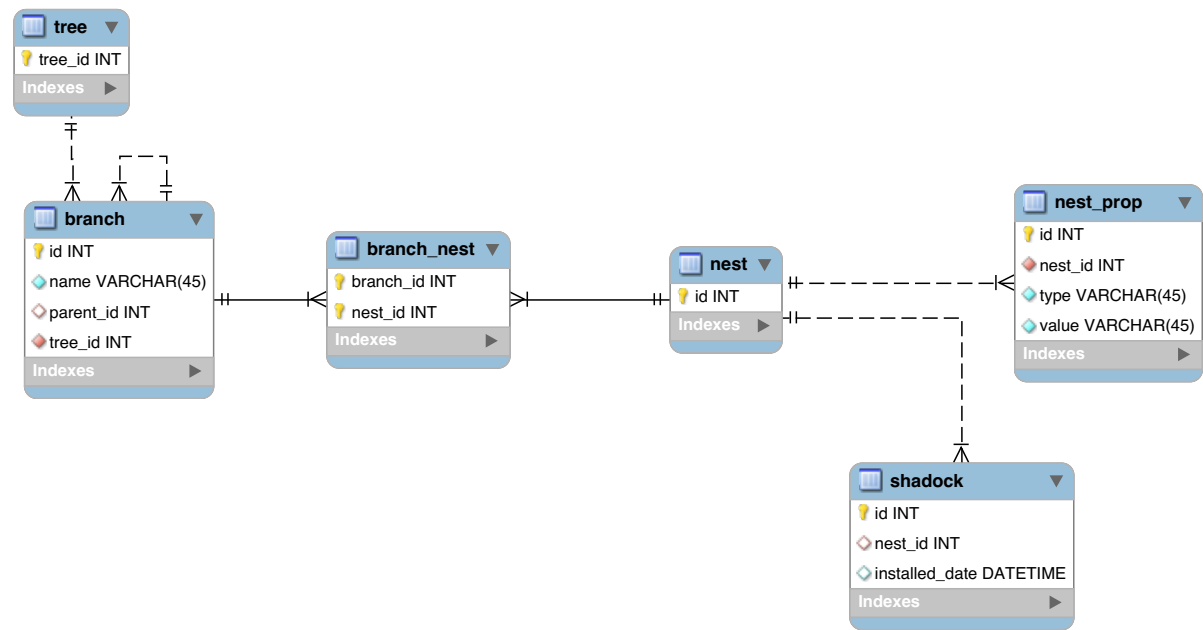 tree
tree_id INT
Indexes
branch
id INT
name VARCHAR(45)
parent_id INT
tree_id INT
Indexes
branch_nest
branch_id INT
nest_id INT
Indexes
nest
id INT
Indexes
nest_prop
id INT
nest_id INT
type VARCHAR(45)
value VARCHAR(45)
Indexes
shadock
id INT
nest_id INT
installed_date DATETIME
Indexes